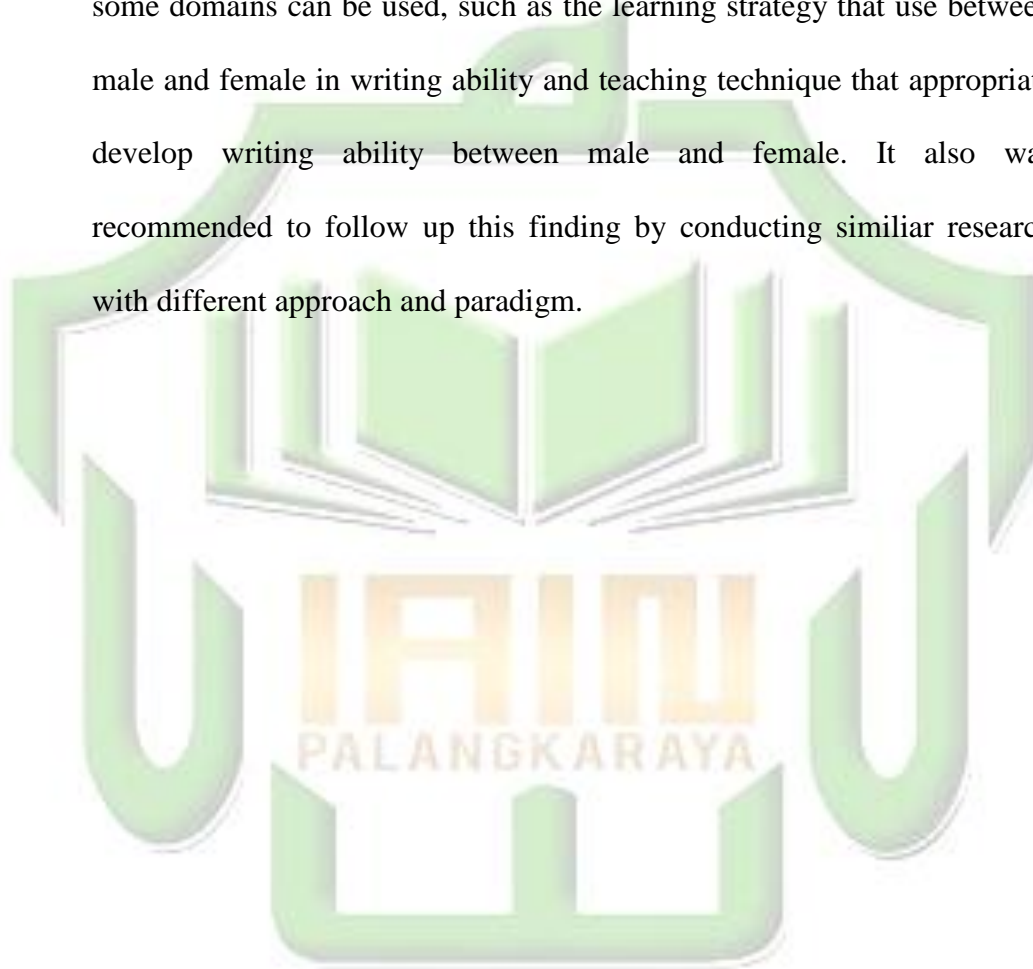 some domains can be used, such as the learning strategy that use betwee
male and female in writing ability and teaching technique that appropriat
develop writing ability between male and female. It also wa
recommended to follow up this finding by conducting similiar researc
with different approach and paradigm.
IAIN
PALANGKARAYA